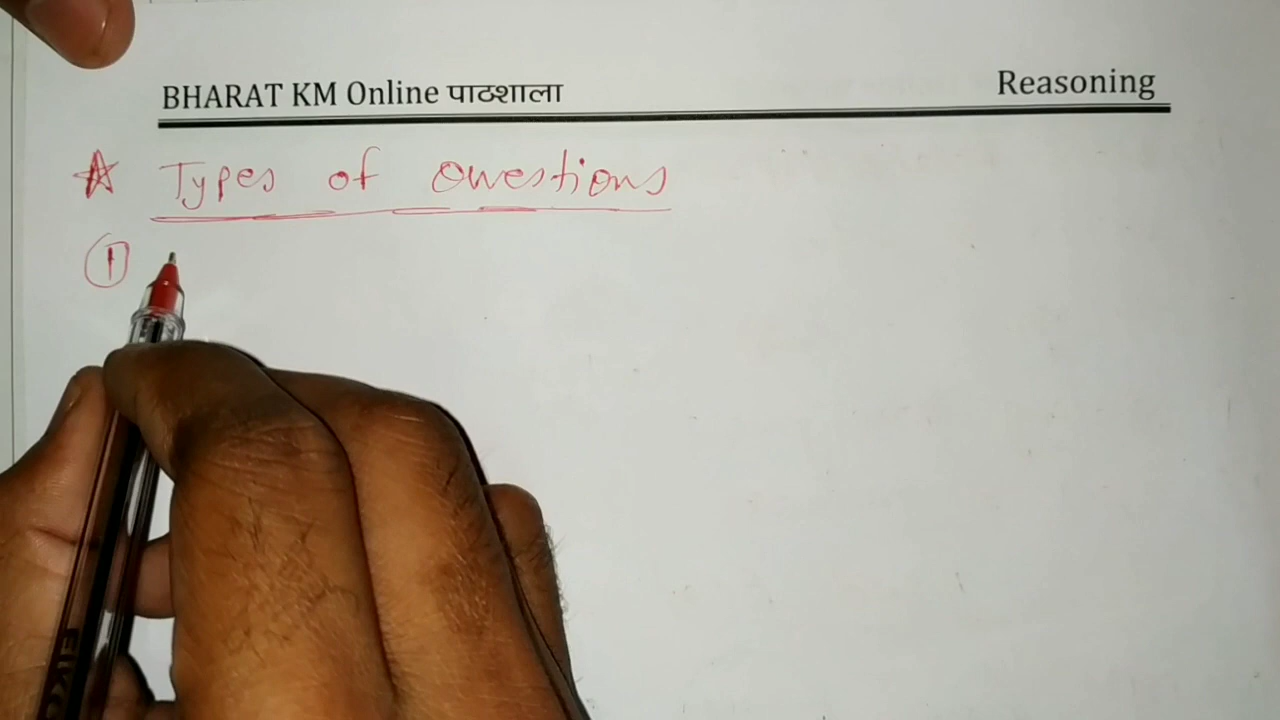 BHARAT KM Online पाठशाला Reasoning
☆ Types of Questions
①